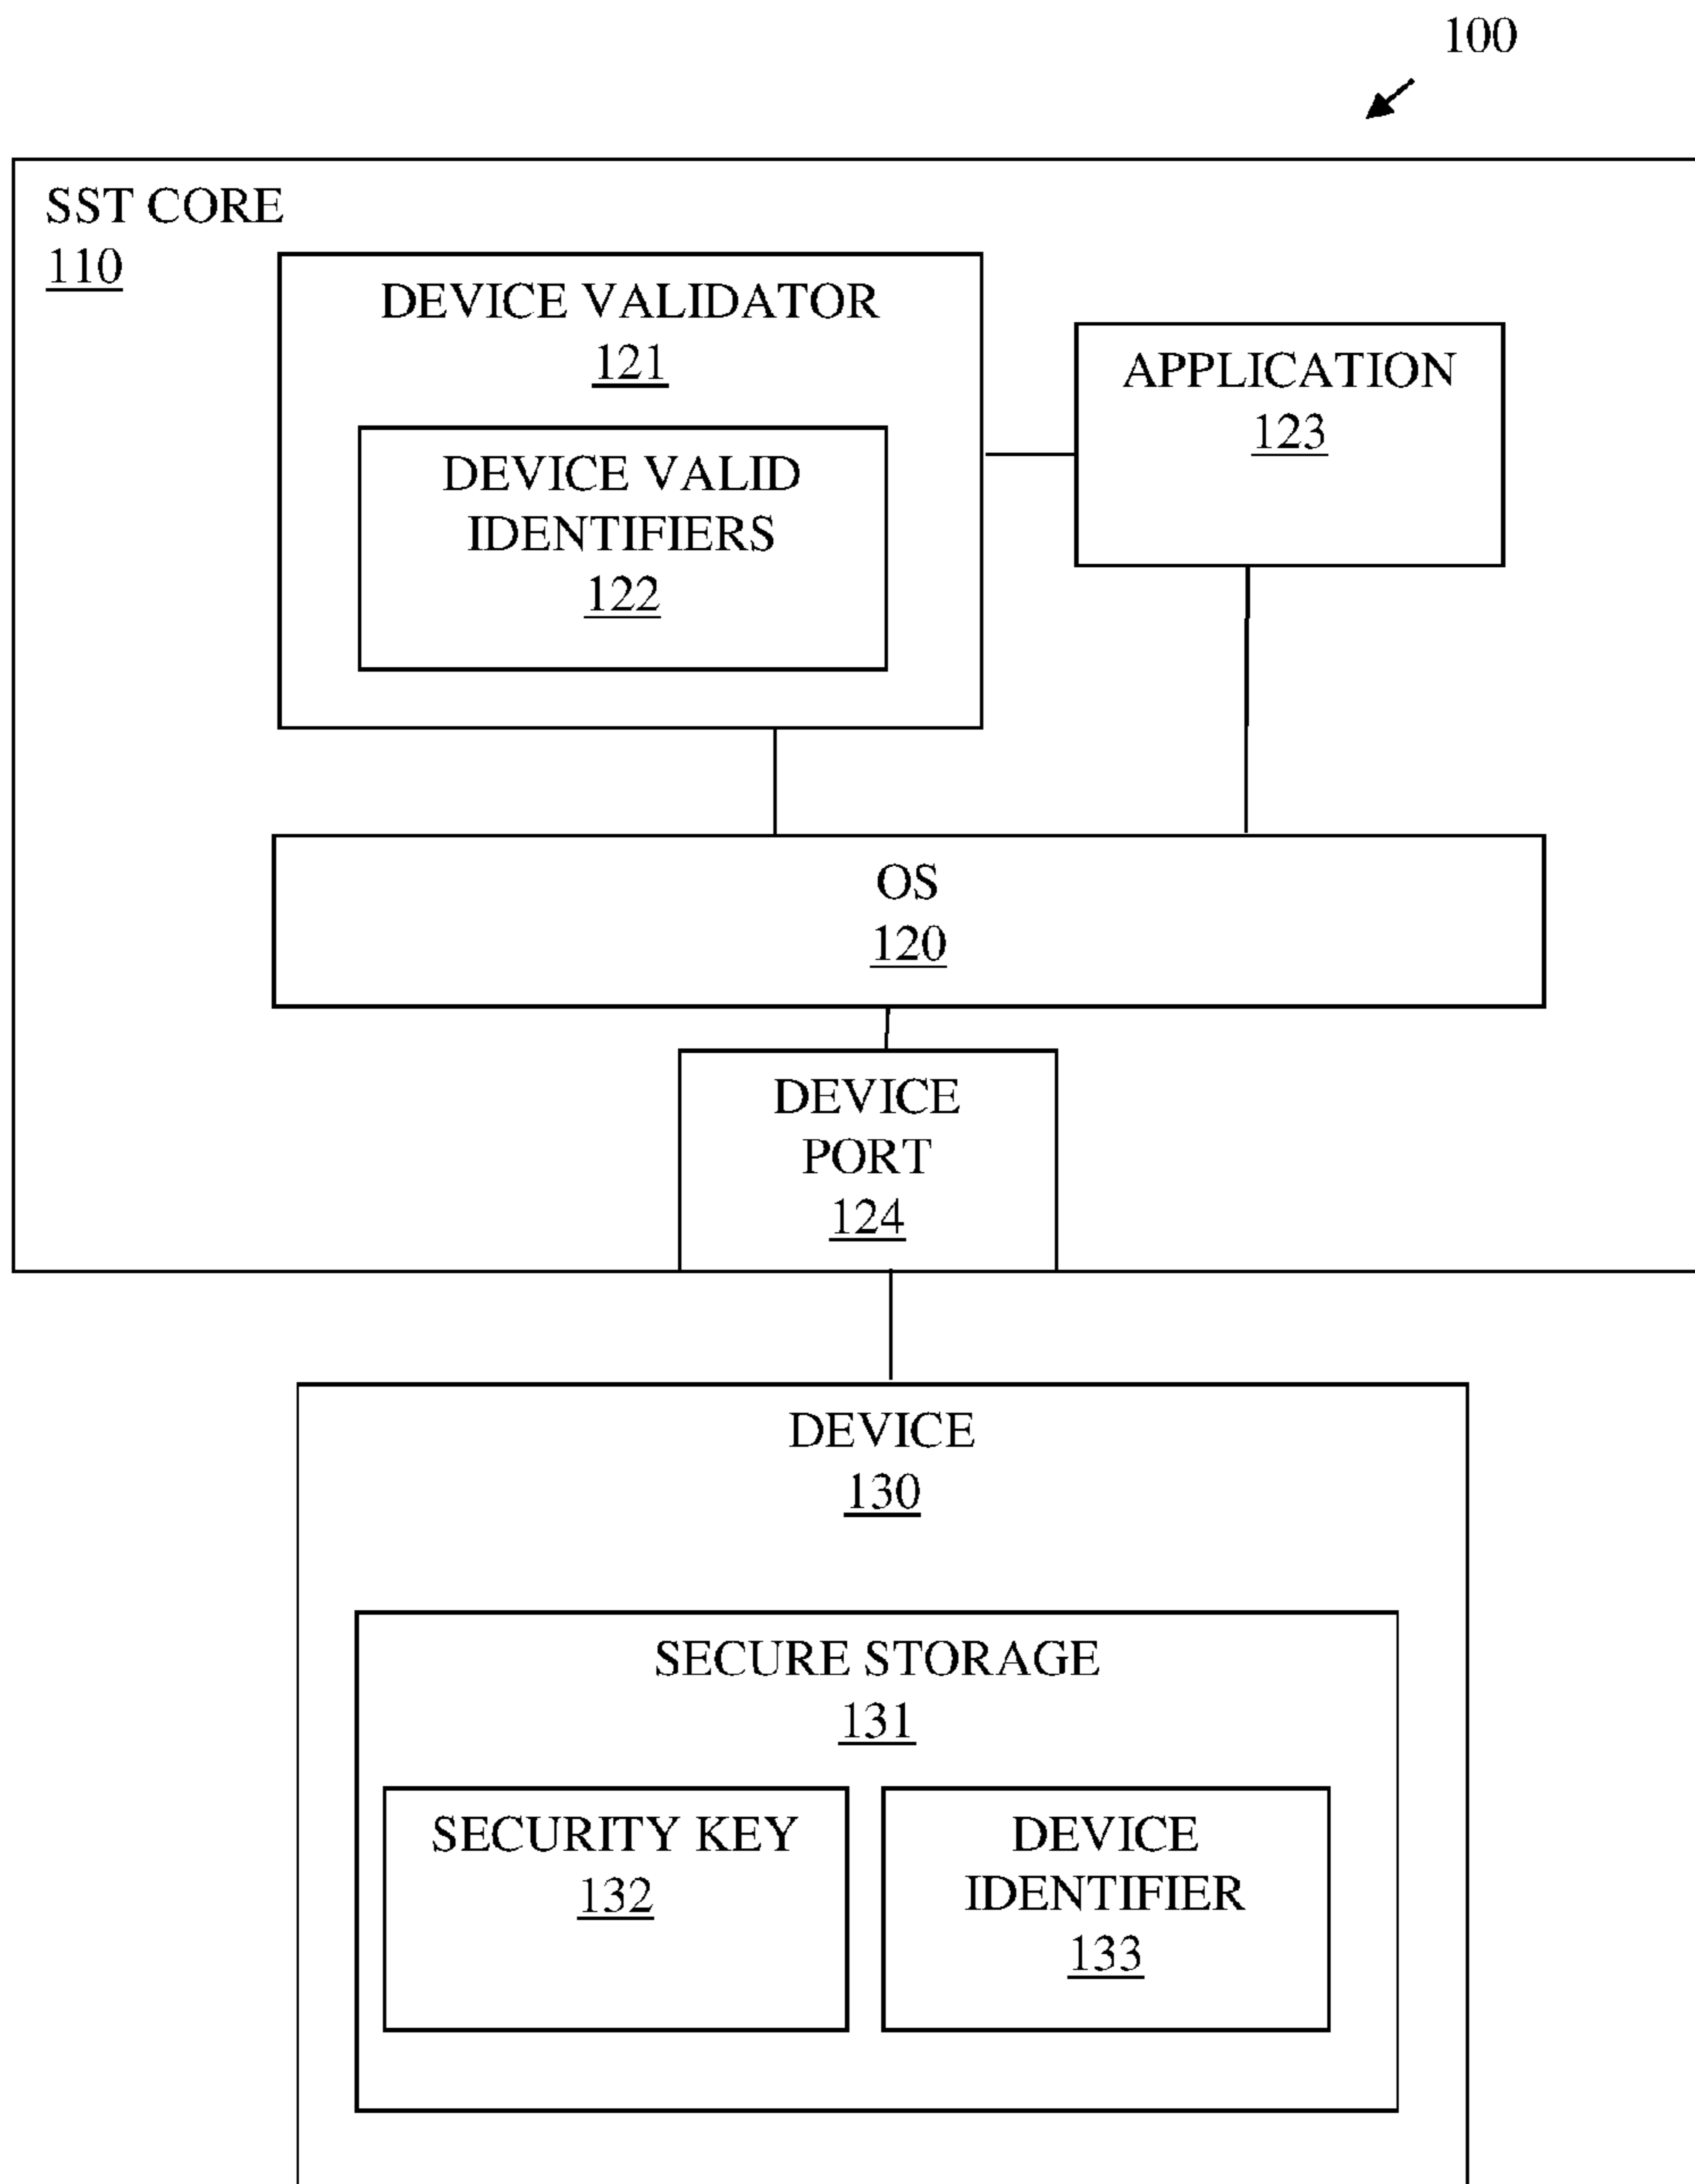 100
SST CORE
110
DEVICE VALIDATOR
121
DEVICE VALID
IDENTIFIERS
122
APPLICATION
123
OS
120
DEVICE
PORT
124
DEVICE
130
SECURE STORAGE
131
SECURITY KEY
132
DEVICE
IDENTIFIER
133